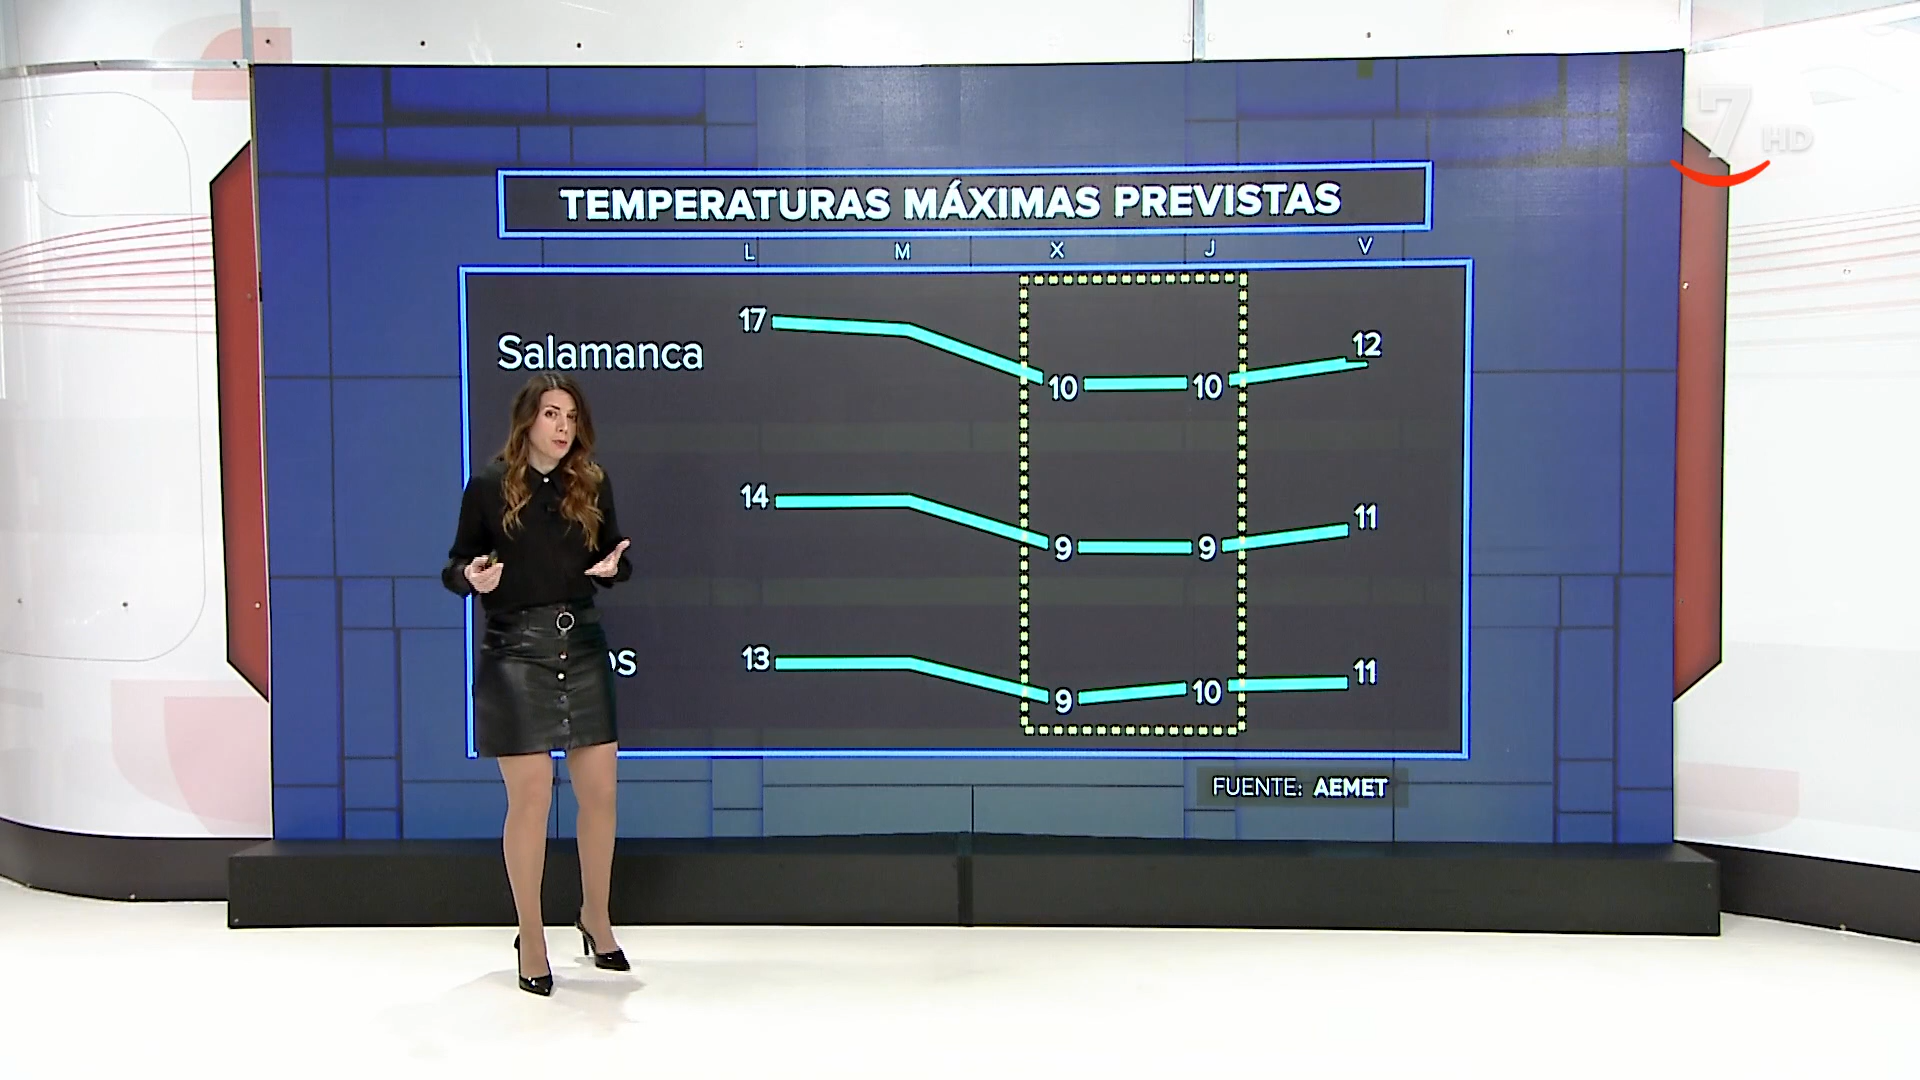 7 HD
TEMPERATURAS MÁXIMAS PREVISTAS
L M X J V
Salamanca
17 10 10 12
14 9 9 11
13 9 10 11
FUENTE: AEMET